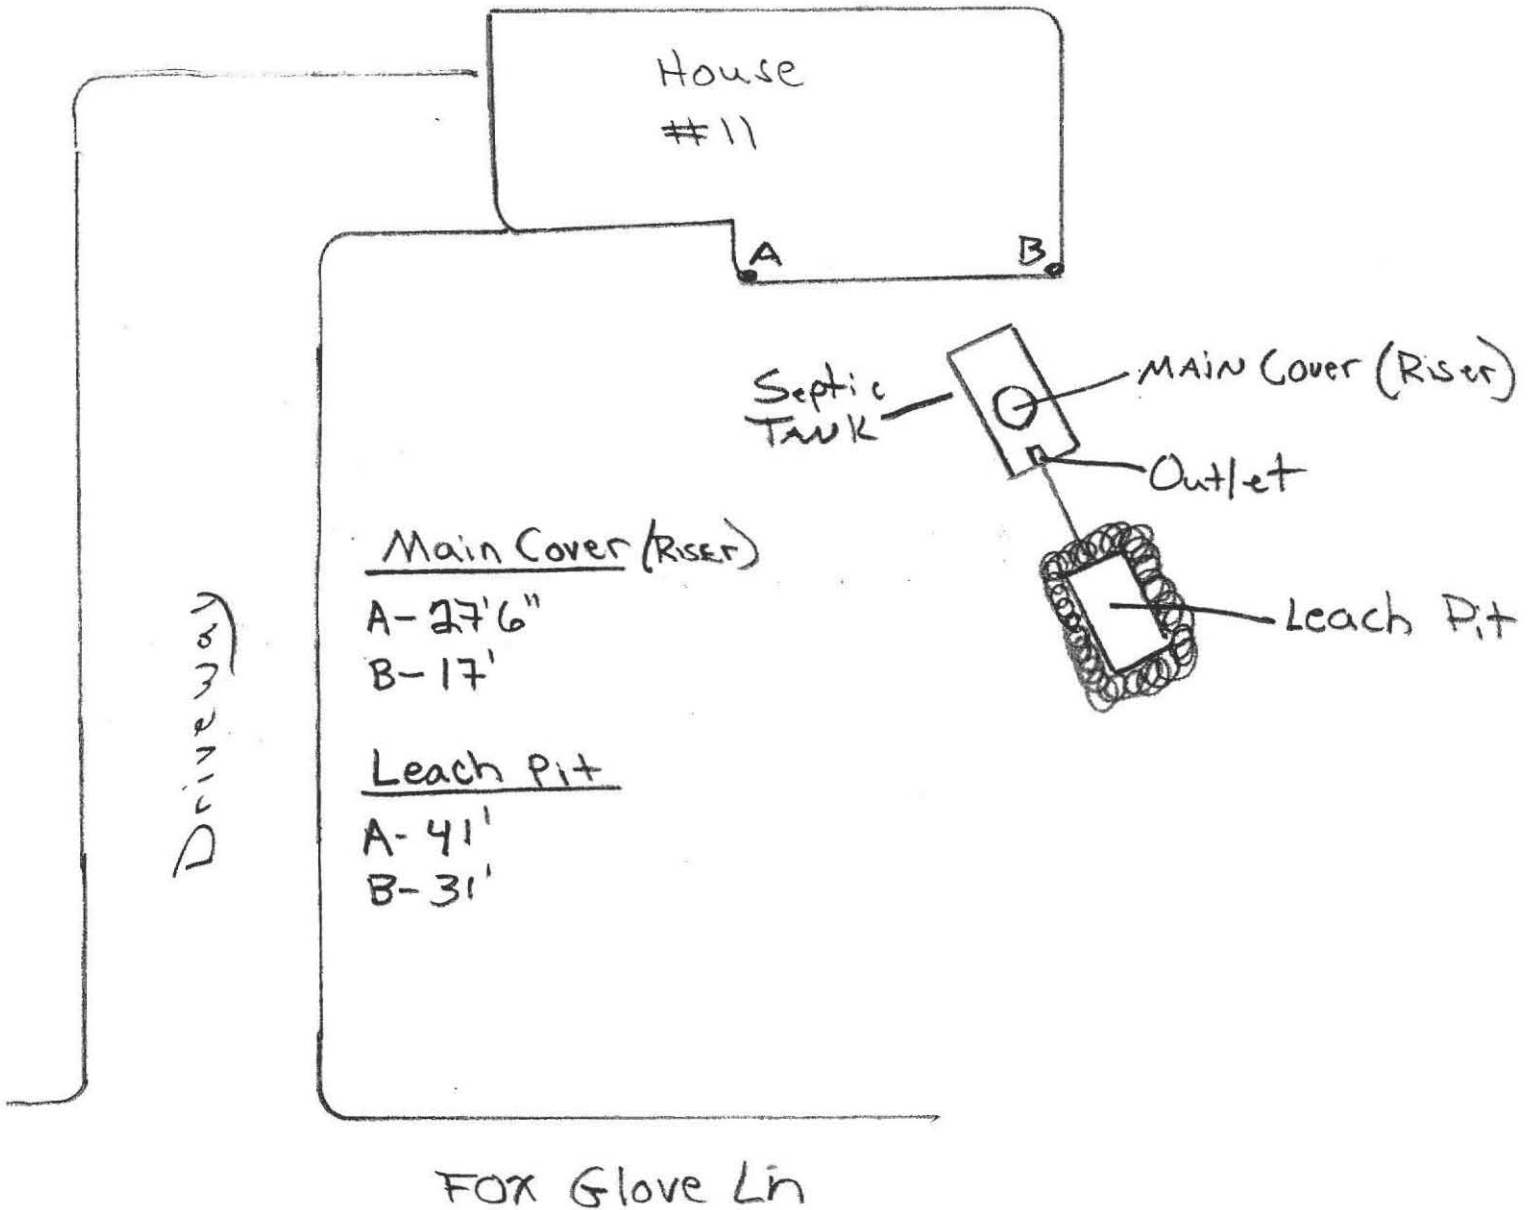 House
#11
A
B
Septic
TANK
MAIN Cover (Riser)
Outlet
Main Cover (RISEr)
A- 27'6"
B- 17'
Leach Pit
Leach Pit
A- 41'
B- 31'
Driveway
FOX Glove Ln